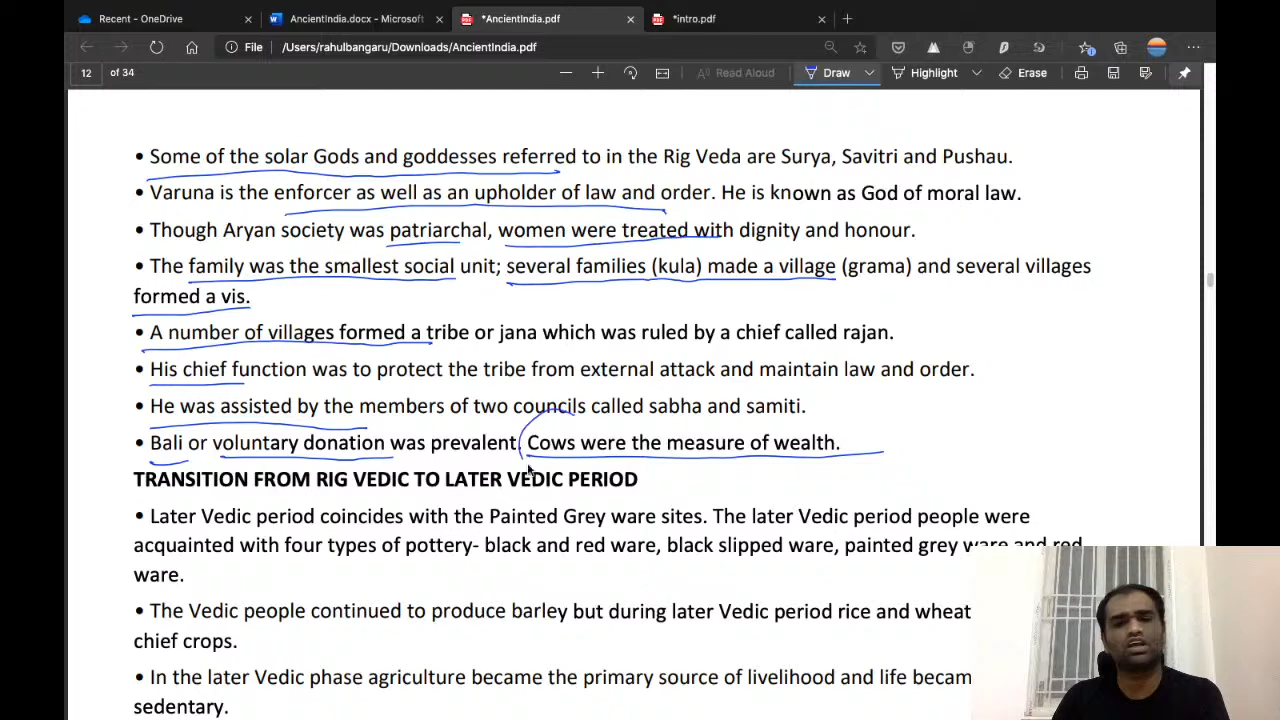 Recent - OneDrive
AncientIndia.docx - Microsoft
*AncientIndia.pdf
*intro.pdf
File
/Users/rahulbangaru/Downloads/AncientIndia.pdf
12 of 34
Read Aloud
Draw
Highlight
Erase
• Some of the solar Gods and goddesses referred to in the Rig Veda are Surya, Savitri and Pushau.
• Varuna is the enforcer as well as an upholder of law and order. He is known as God of moral law.
• Though Aryan society was patriarchal, women were treated with dignity and honour.
• The family was the smallest social unit; several families (kula) made a village (grama) and several villages
formed a vis.
• A number of villages formed a tribe or jana which was ruled by a chief called rajan.
• His chief function was to protect the tribe from external attack and maintain law and order.
• He was assisted by the members of two councils called sabha and samiti.
• Bali or voluntary donation was prevalent. Cows were the measure of wealth.
TRANSITION FROM RIG VEDIC TO LATER VEDIC PERIOD
• Later Vedic period coincides with the Painted Grey ware sites. The later Vedic period people were
acquainted with four types of pottery- black and red ware, black slipped ware, painted grey ware and red
ware.
• The Vedic people continued to produce barley but during later Vedic period rice and wheat
chief crops.
• In the later Vedic phase agriculture became the primary source of livelihood and life becam
sedentary.